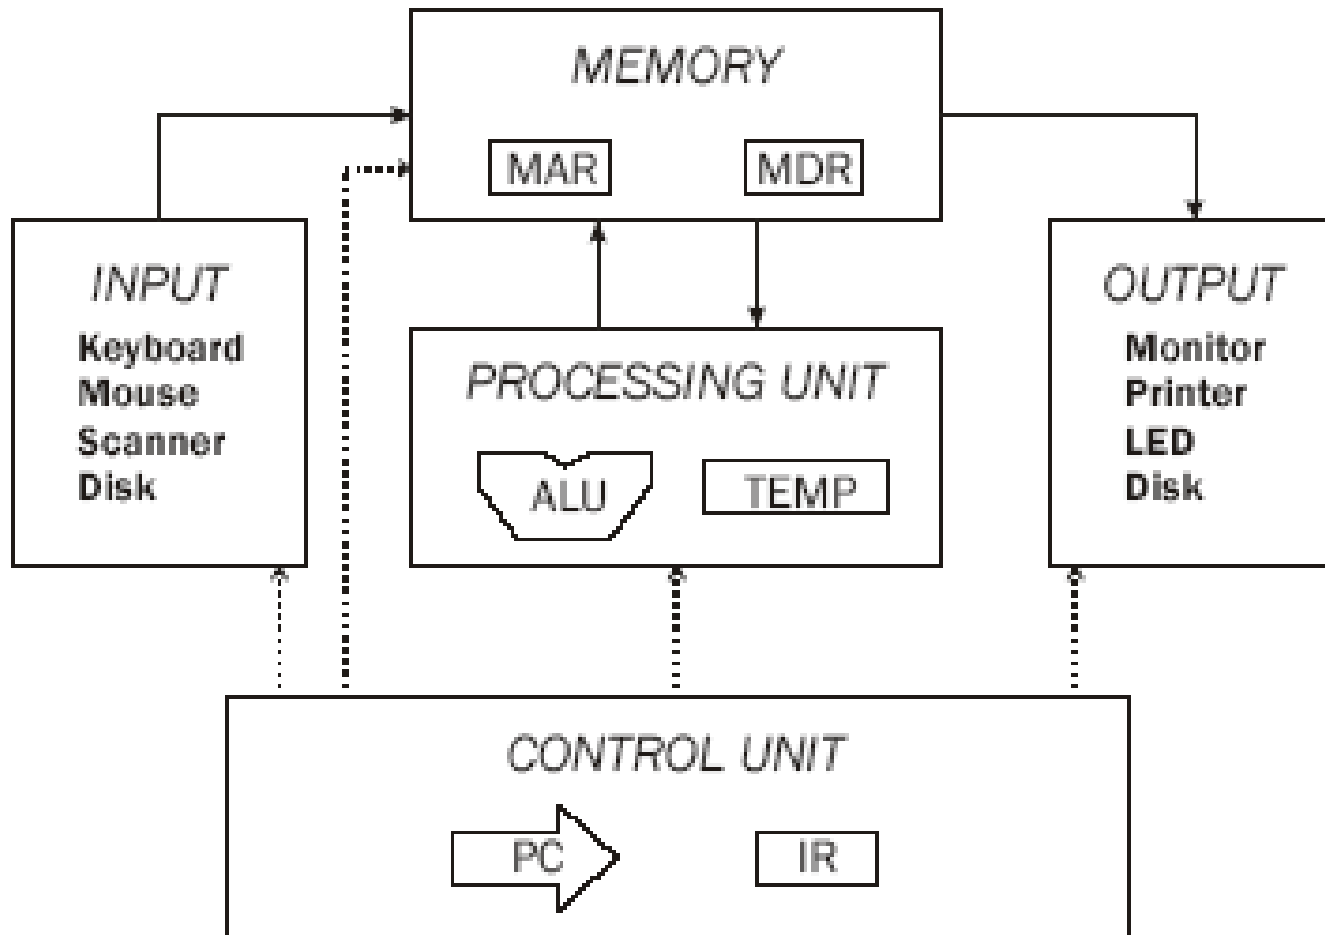 MEMORY
MAR
MDR
INPUT
Keyboard
Mouse
Scanner
Disk
PROCESSING UNIT
ALU
TEMP
OUTPUT
Monitor
Printer
LED
Disk
CONTROL UNIT
PC
IR